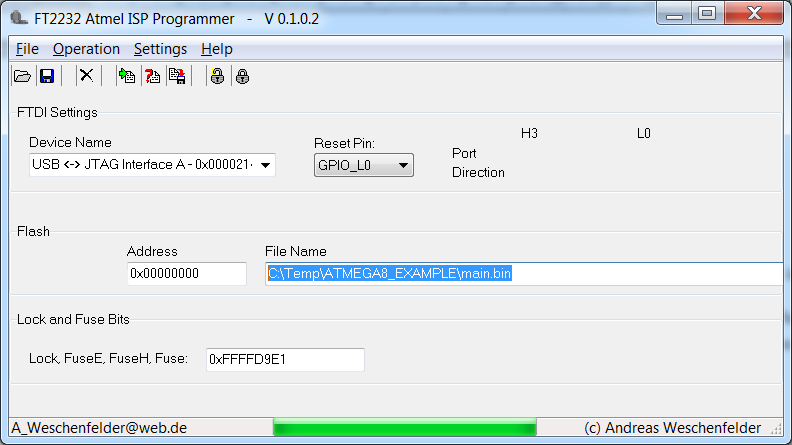 FT2232 Atmel ISP Programmer - V 0.1.0.2
File Operation Settings Help
FTDI Settings
Device Name
USB <-> JTAG Interface A - 0x000021
Reset Pin:
GPIO_L0
H3 L0
Port
Direction
Flash
Address
0x00000000
File Name
C:\Temp\ATMEGA8_EXAMPLE\main.bin
Lock and Fuse Bits
Lock, FuseE, FuseH, Fuse: 0xFFFFD9E1
A_Weschenfelder@web.de (c) Andreas Weschenfelder